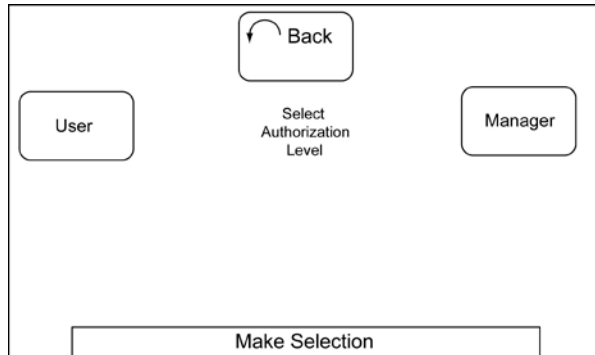 Back
User
Select
Authorization
Level
Manager
Make Selection